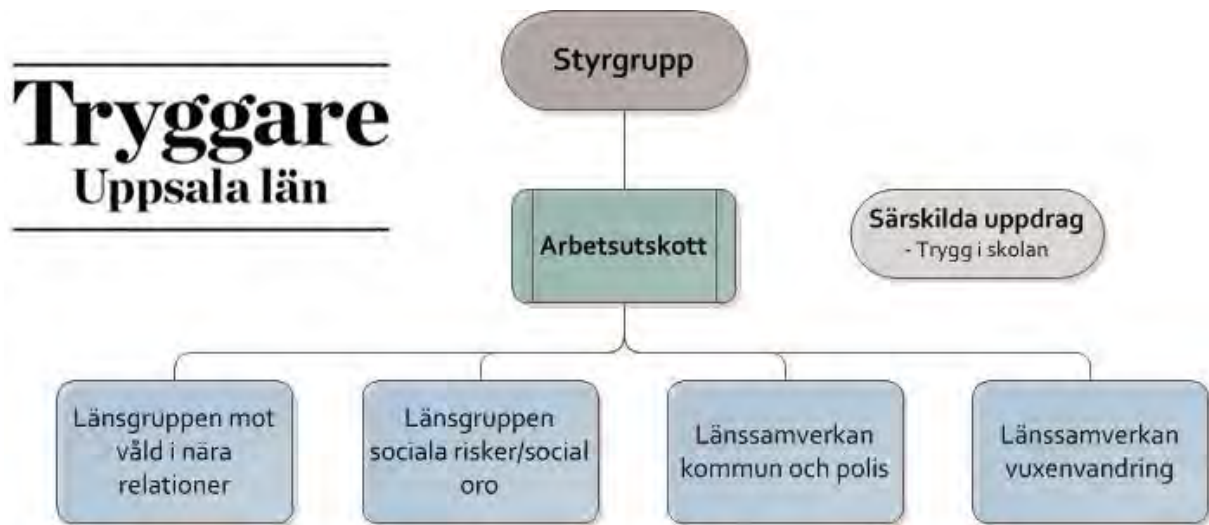 Tryggare
Uppsala län
Styrgrupp
Arbetsutskott
Särskilda uppdrag
- Trygg i skolan
Länsgruppen mot
våld i nära
relationer
Länsgruppen
sociala risker/social
oro
Länssamverkan
kommun och polis
Länssamverkan
vuxenvandring